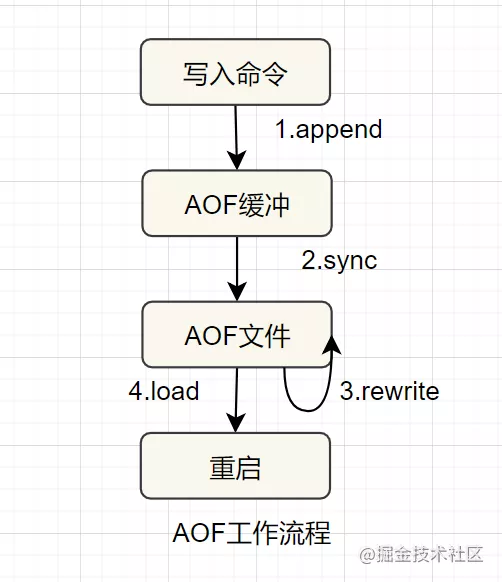 写入命令
1.append
AOF缓冲
2.sync
AOF文件
4.load
3.rewrite
重启
AOF工作流程
@掘金技术社区